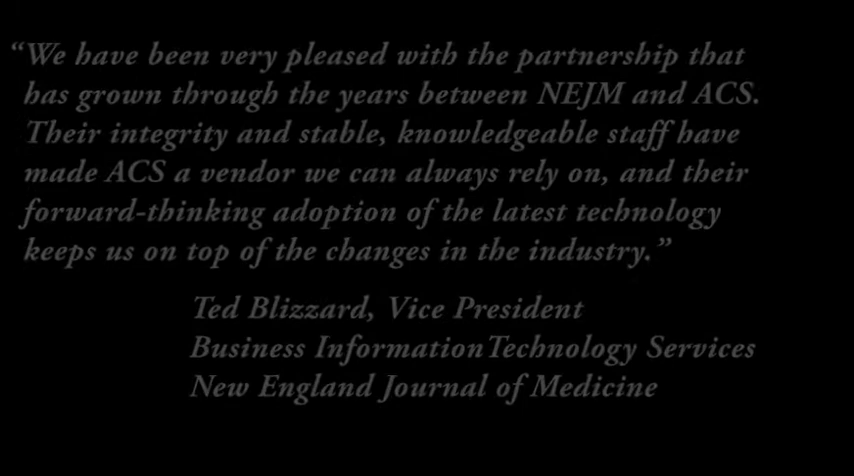 “We have been very pleased with the partnership that
has grown through the years between NEJM and ACS.
Their integrity and stable, knowledgeable staff have
made ACS a vendor we can always rely on, and their
forward-thinking adoption of the latest technology
keeps us on top of the changes in the industry.”
Ted Blizzard, Vice President
Business InformationTechnology Services
New England Journal of Medicine